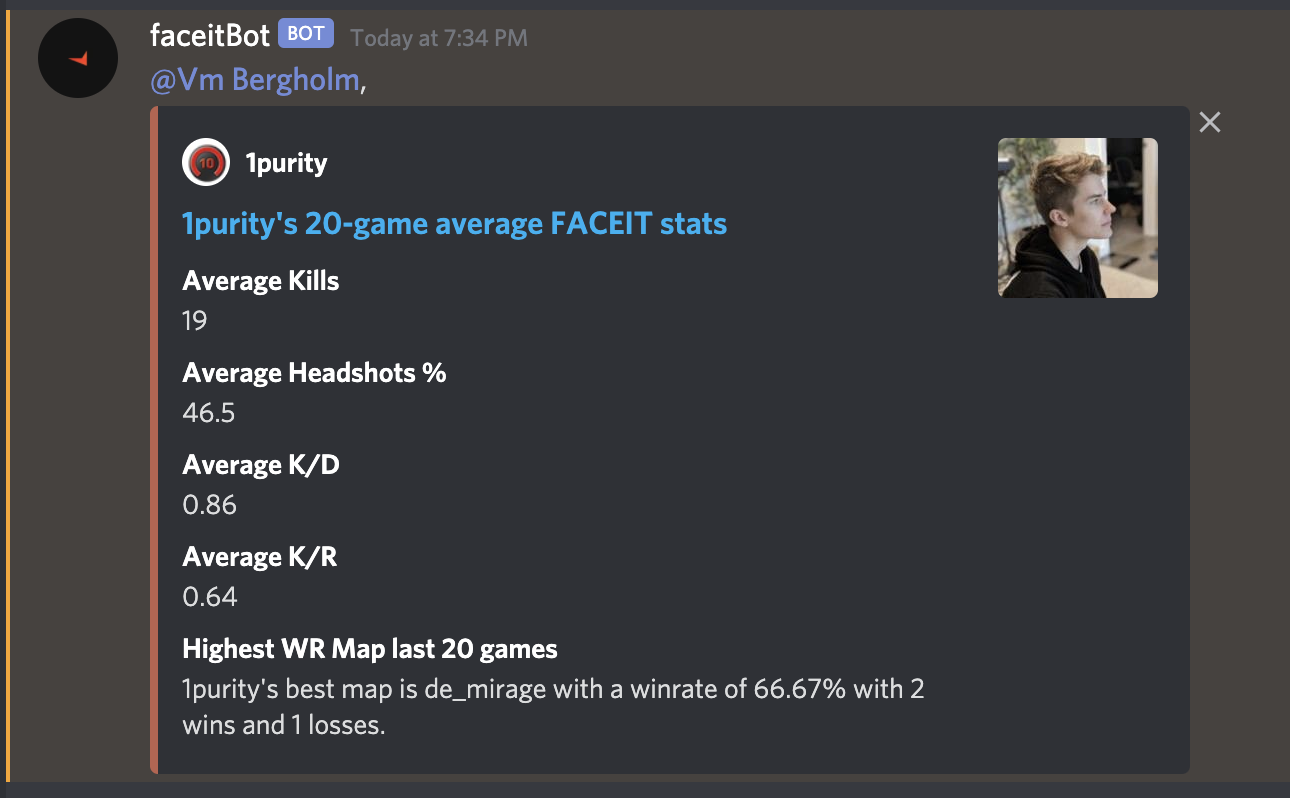 faceitBot BOT Today at 7:34 PM
@Vm Bergholm,
10 1purity
1purity's 20-game average FACEIT stats
Average Kills
19
Average Headshots %
46.5
Average K/D
0.86
Average K/R
0.64
Highest WR Map last 20 games
1purity's best map is de_mirage with a winrate of 66.67% with 2
wins and 1 losses.